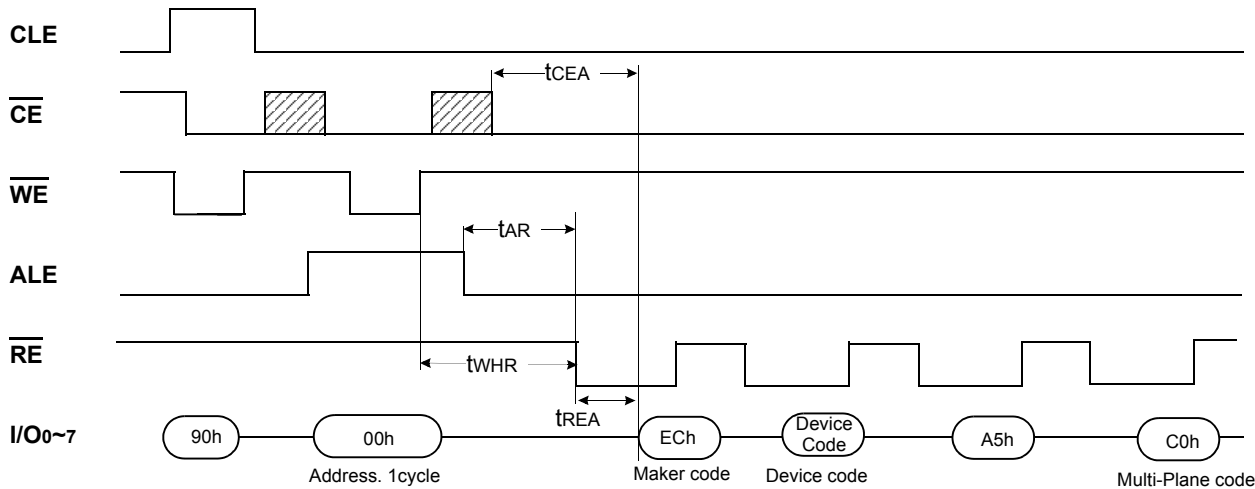 CLE
tCEA
CE
WE
tAR
ALE
RE
tWHR
tREA
I/O0~7
90h
00h
ECh
Device
Code
A5h
C0h
Address. 1cycle
Maker code
Device code
Multi-Plane code